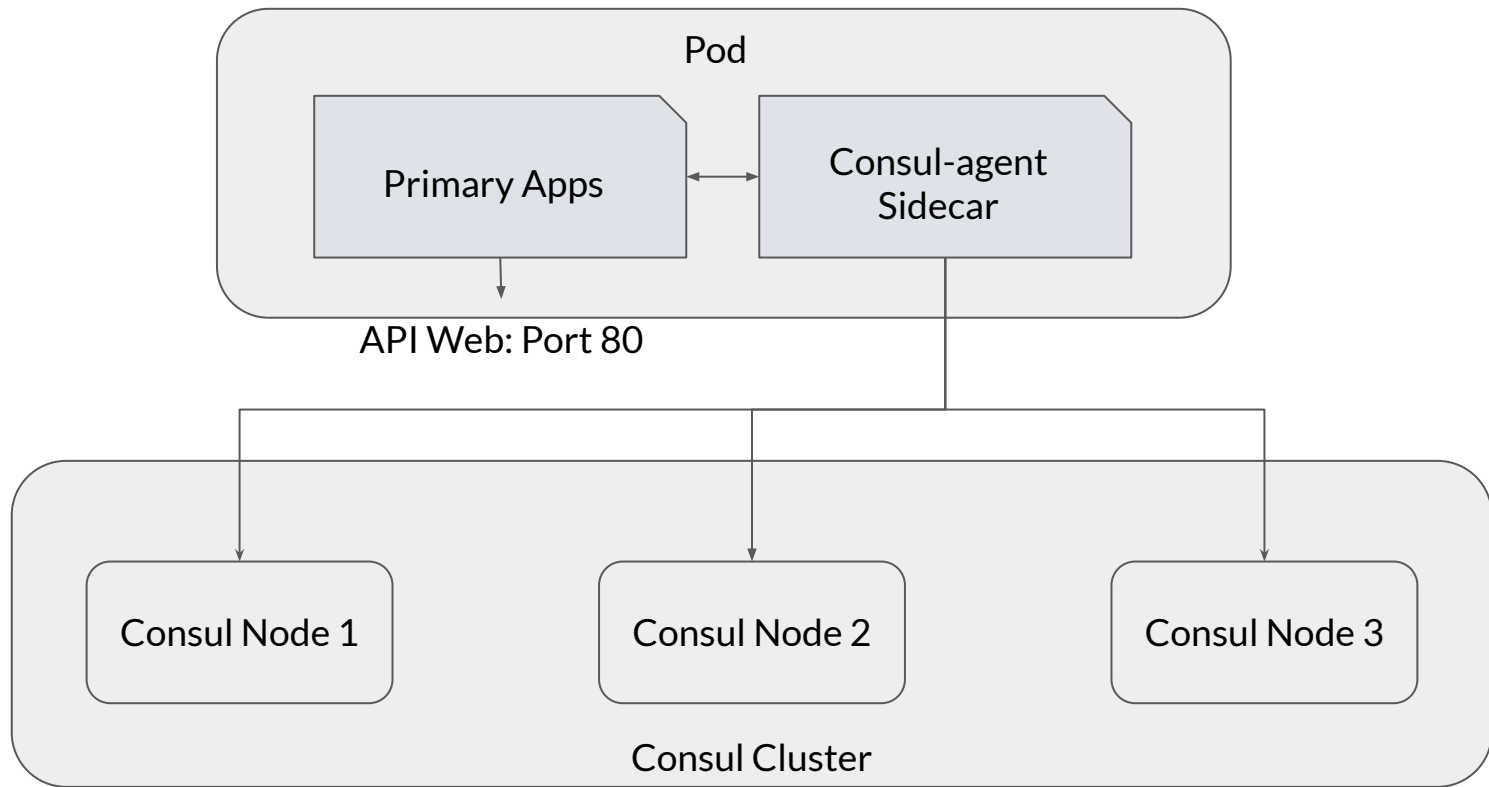 Pod
Primary Apps
Consul-agent
Sidecar
API Web: Port 80
Consul Node 1
Consul Node 2
Consul Node 3
Consul Cluster